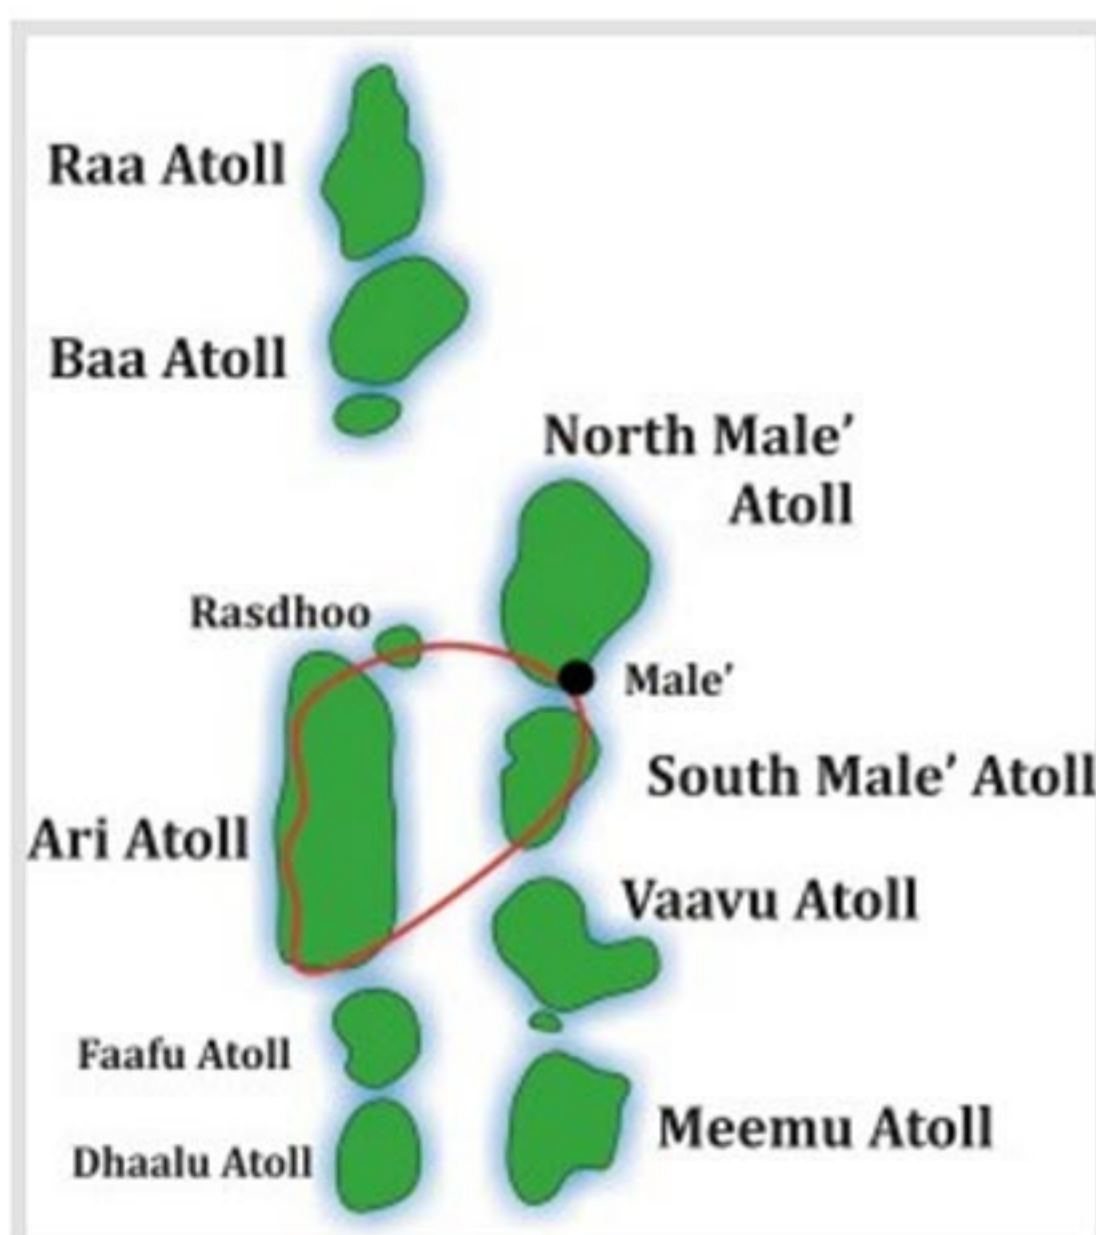 Raa Atoll
Baa Atoll
North Male′
Atoll
Rasdhoo
Male′
South Male′ Atoll
Ari Atoll
Vaavu Atoll
Faafu Atoll
Meemu Atoll
Dhaalu Atoll